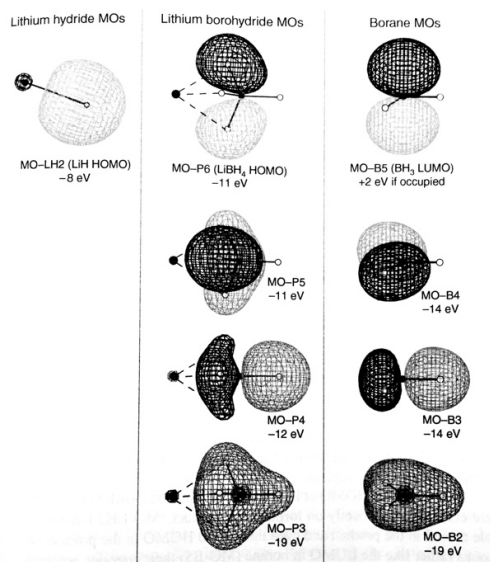 Lithium hydride MOs
Lithium borohydride MOs
Borane MOs
MO–LH2 (LiH HOMO)
–8 eV
MO–P6 (LiBH₄ HOMO)
–11 eV
MO–B5 (BH₃ LUMO)
+2 eV if occupied
MO–P5
–11 eV
MO–B4
–14 eV
MO–P4
–12 eV
MO–B3
–14 eV
MO–P3
–19 eV
MO–B2
–19 eV